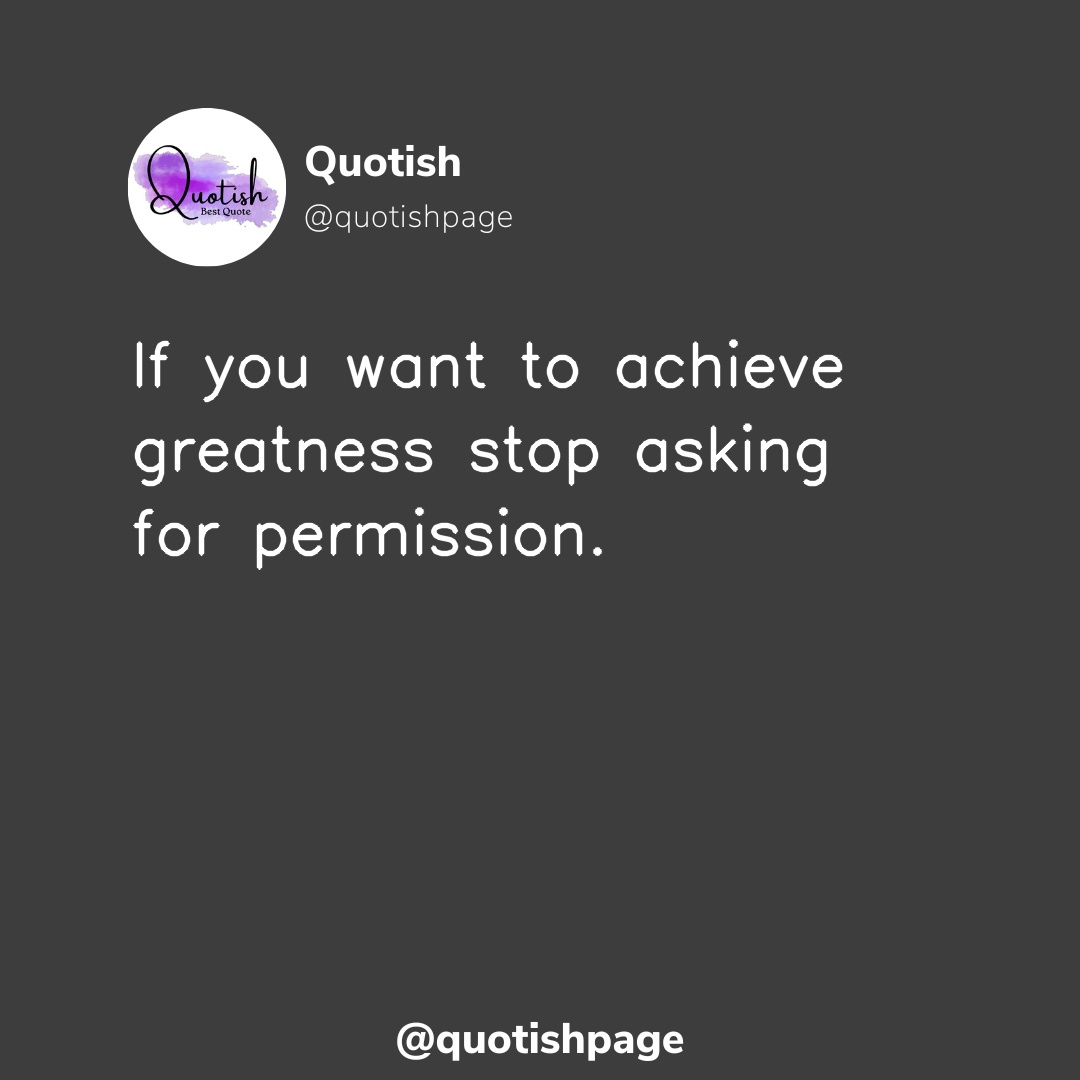 Quotish
Best Quote
Quotish
@quotishpage
If you want to achieve
greatness stop asking
for permission.
@quotishpage